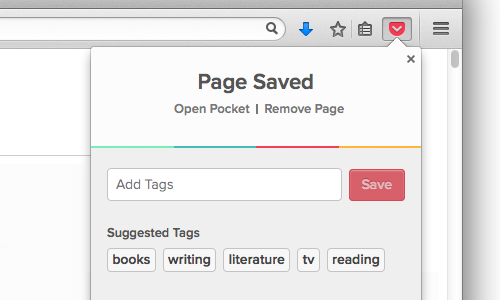 Page Saved
Open Pocket | Remove Page
Add Tags Save
Suggested Tags
books writing literature tv reading